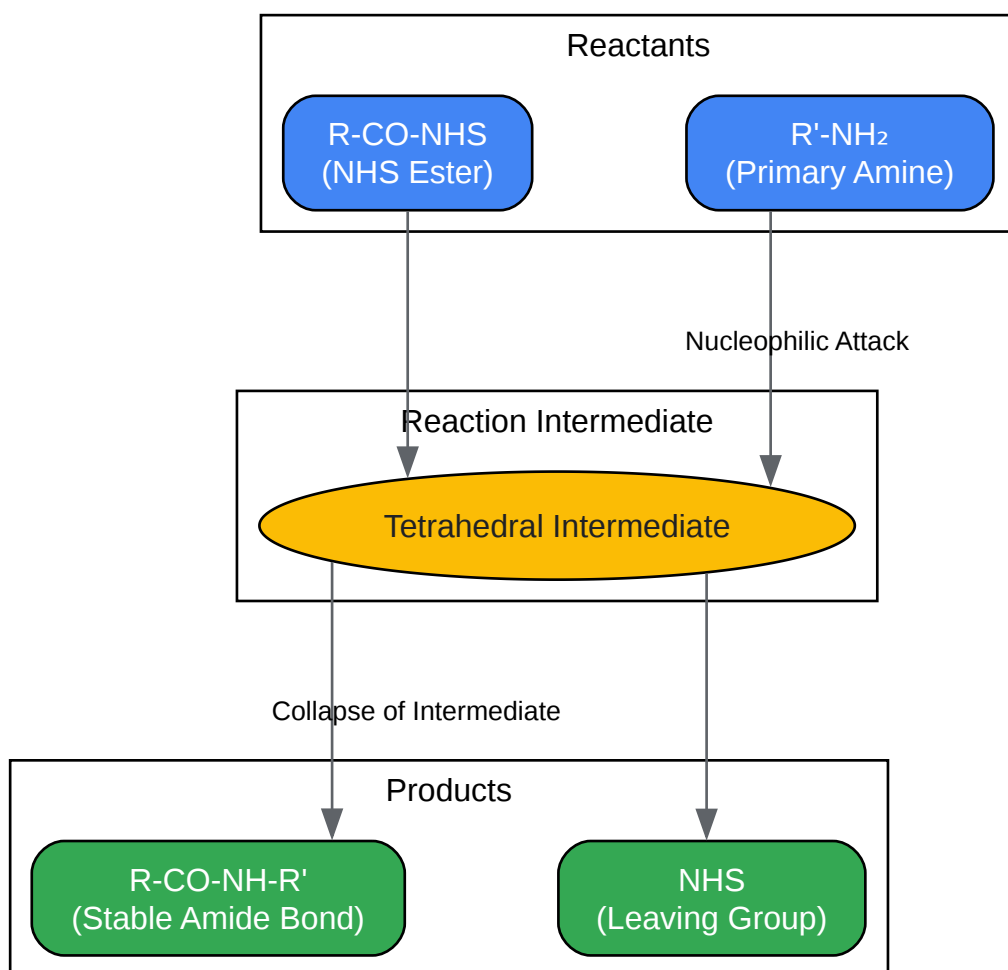 Reactants
R-CO-NHS
(NHS Ester)
R'-NH₂
(Primary Amine)
Nucleophilic Attack
Reaction Intermediate
Tetrahedral Intermediate
Collapse of Intermediate
Products
R-CO-NH-R'
(Stable Amide Bond)
NHS
(Leaving Group)